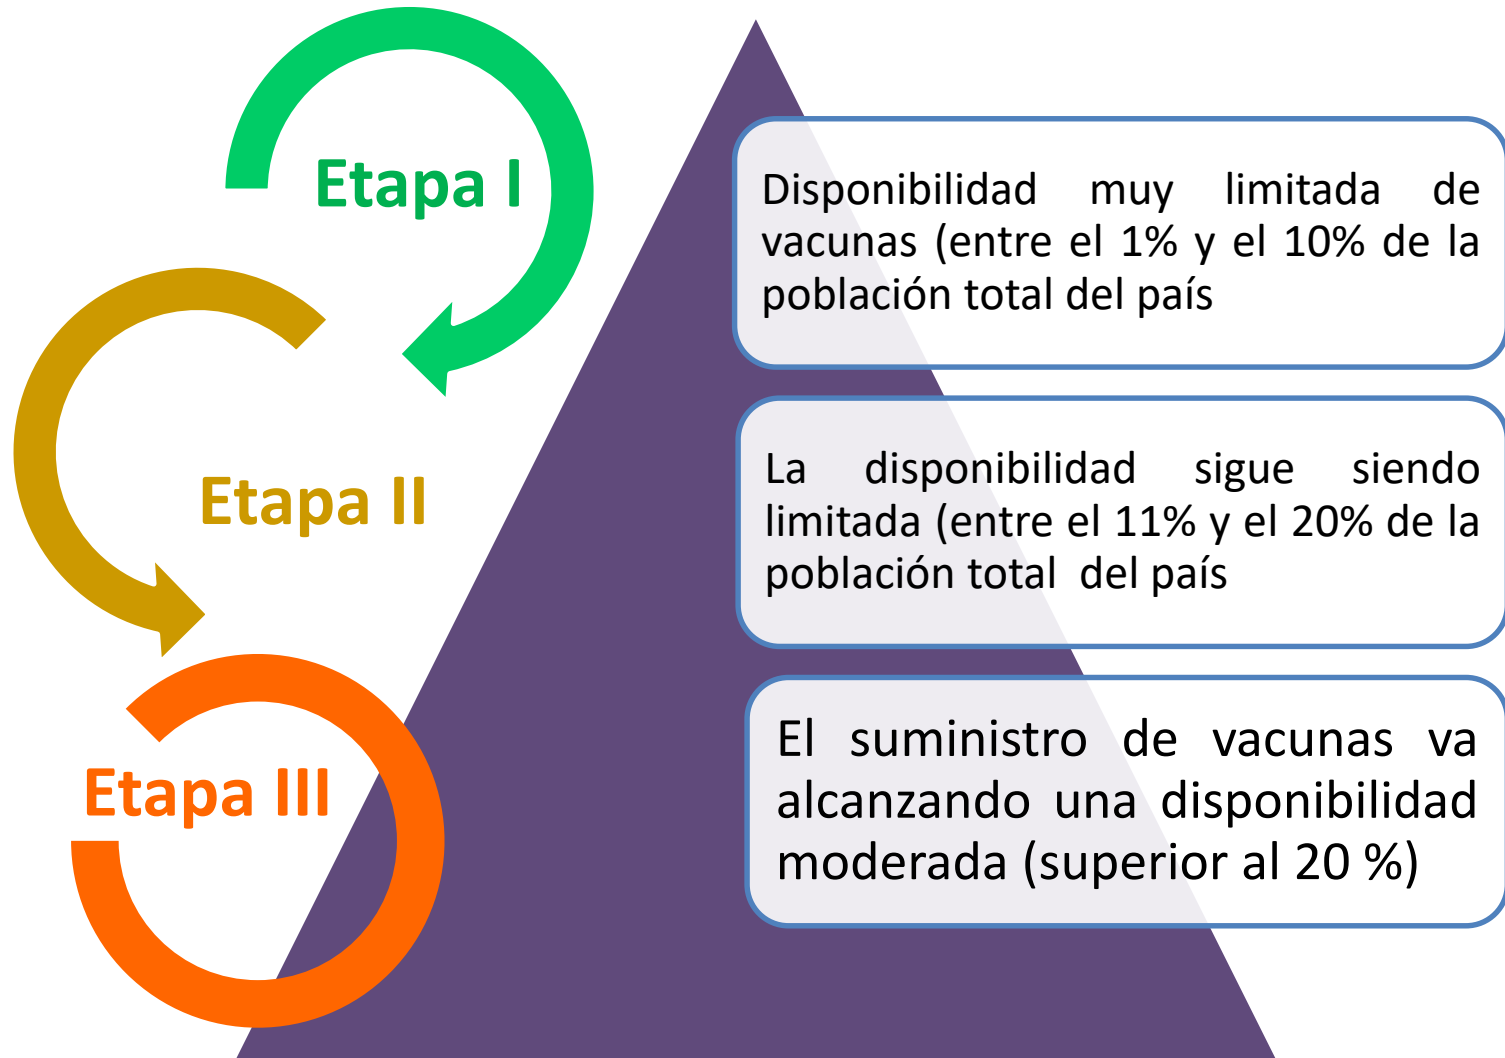 Etapa I
Disponibilidad muy limitada de
vacunas (entre el 1% y el 10% de la
población total del país
Etapa II
La disponibilidad sigue siendo
limitada (entre el 11% y el 20% de la
población total del país
Etapa III
El suministro de vacunas va
alcanzando una disponibilidad
moderada (superior al 20 %)